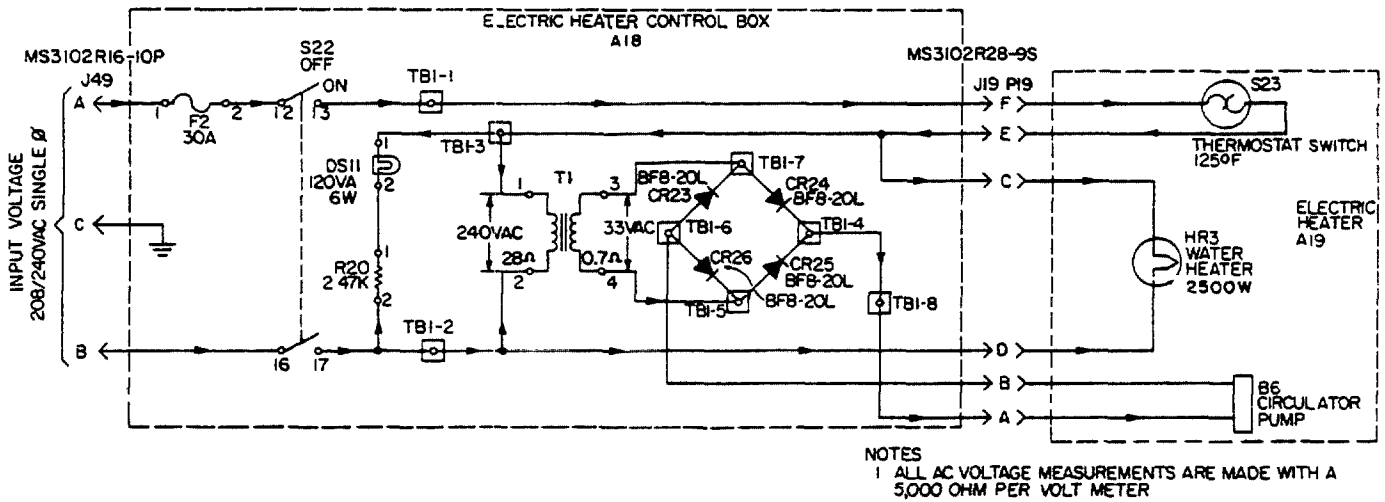 ELECTRIC HEATER CONTROL BOX
A18
MS3102R16-10P
J49
S22
OFF
ON
TB1-1
MS3102R28-9S
J19 P19
S23
A
1
F2
30A
2
12
13
F
E
THERMOSTAT SWITCH
125°F
INPUT VOLTAGE
208/240VAC SINGLE Ø
1
DS11
120VA
6W
2
TB1-3
1
T1
3
240VAC
28Ω
2
33VAC
0.7Ω
4
TB1-7
BF8-20L
CR23
CR24
BF8-20L
TB1-6
TB1-4
CR26
BF8-20L
CR25
BF8-20L
TB1-5
TB1-8
C
C
ELECTRIC
HEATER
A19
HR3
WATER
HEATER
2500W
1
R20
2.47K
2
TB1-2
B
16
17
D
B
A
B6
CIRCULATOR
PUMP
NOTES
1 ALL AC VOLTAGE MEASUREMENTS ARE MADE WITH A
5,000 OHM PER VOLT METER